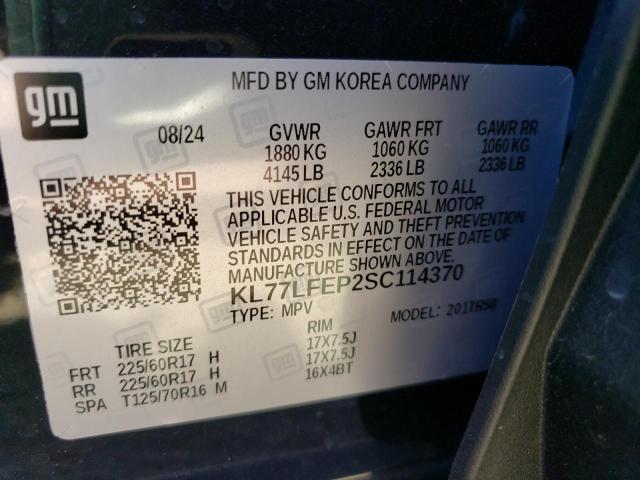 gm
MFD BY GM KOREA COMPANY
08/24 GVWR GAWR FRT GAWR RR
1880 KG 1060 KG 1060 KG
4145 LB 2336 LB 2336 LB
THIS VEHICLE CONFORMS TO ALL
APPLICABLE U.S. FEDERAL MOTOR
VEHICLE SAFETY AND THEFT PREVENTION
STANDARDS IN EFFECT ON THE DATE OF
MANUFACTURE SHOWN ABOVE.
KL77LFEP2SC114370
TYPE: MPV MODEL: 201TR58
TIRE SIZE RIM
FRT 225/60R17 H 17X7.5J
RR 225/60R17 H 17X7.5J
SPA T125/70R16 M 16X4BT